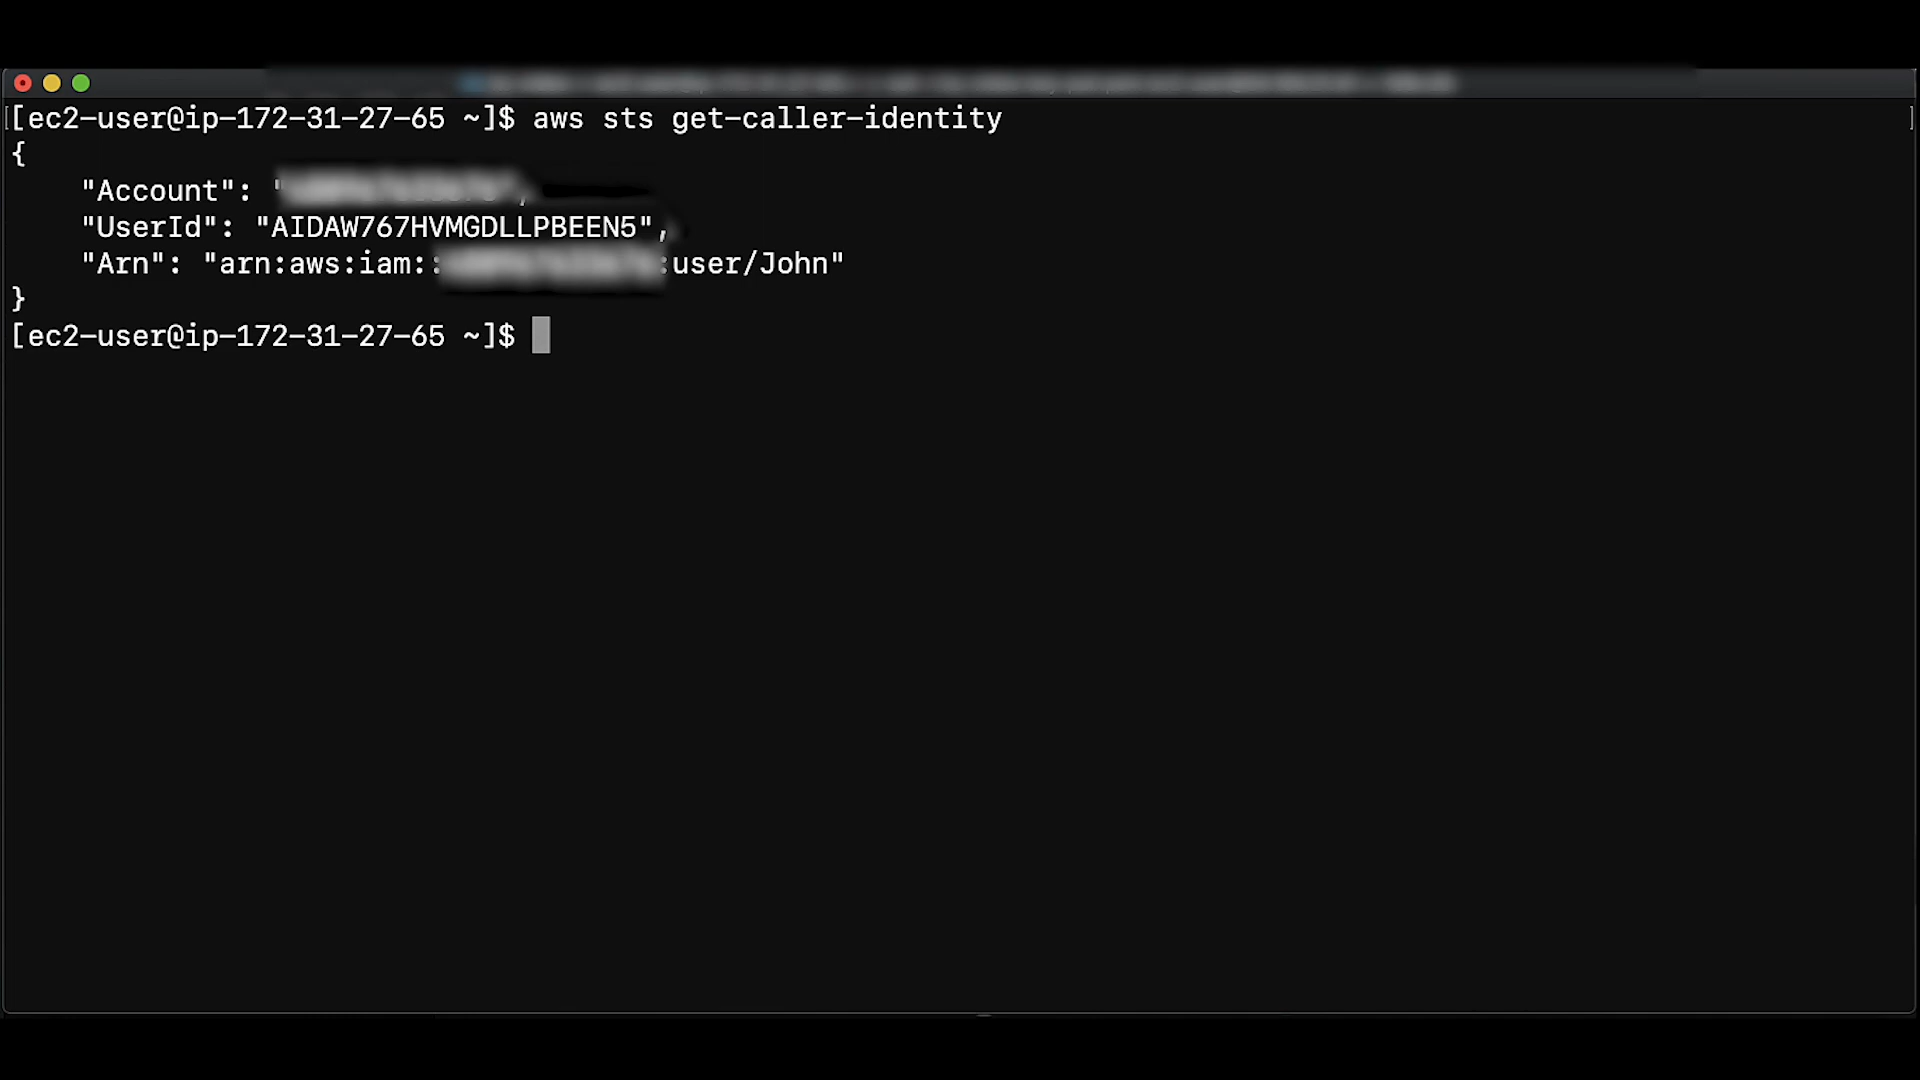 [ec2-user@ip-172-31-27-65 ~]$ aws sts get-caller-identity
{
    "Account": "
    "UserId": "AIDAW767HVMGDLLPBEEN5",
    "Arn": "arn:aws:iam:: :user/John"
}
[ec2-user@ip-172-31-27-65 ~]$